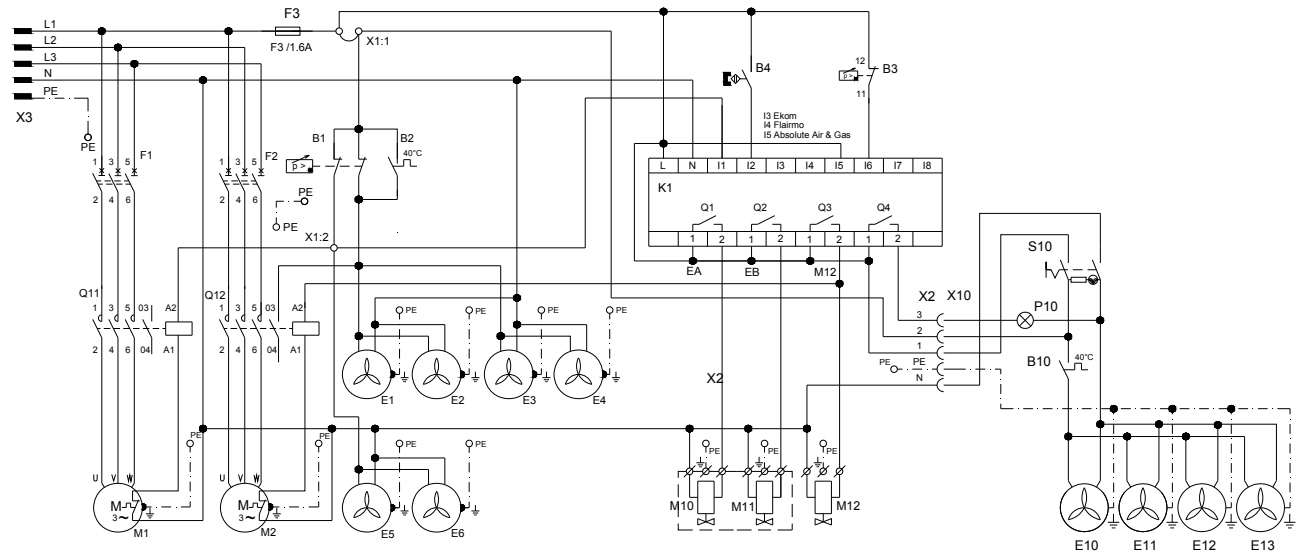 L1
L2
L3
N
PE
X3
PE
F3
F3 /1.6A
X1:1
B4
12
B3
11
I3 Ekom
I4 Flairmo
I5 Absolute Air & Gas
F1
1 3 5
2 4 6
F2
1 3 5
2 4 6
B1
B2
40°C
p >
p >
PE
PE
X1:2
L N I1 I2 I3 I4 I5 I6 I7 I8
K1
Q1 Q2 Q3 Q4
1 2 1 2 1 2 1 2
EA
EB
M12
S10
Q11
1 3 5 03
A2
2 4 6 04
A1
Q12
1 3 5 03
A2
2 4 6 04
A1
X2 X10
P10
3
2
1
PE
PE
N
B10
40°C
PE
PE
PE
PE
E1
E2
E3
E4
X2
PE
PE
PE
PE
PE
PE
U V W
M
3 ~
M1
U V W
M
3 ~
M2
E5
E6
M10
M11
M12
E10
E11
E12
E13